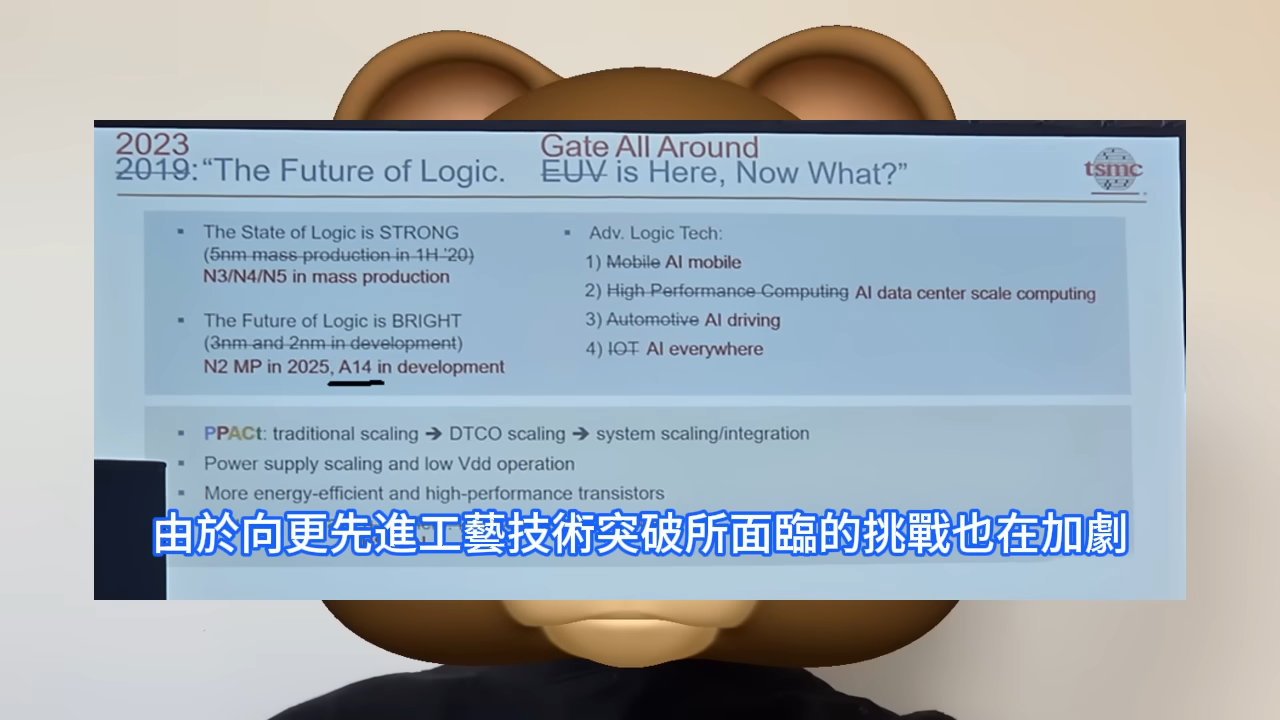 2023
Gate All Around
2019: “The Future of Logic. EUV is Here, Now What?”
tsmc
▪ The State of Logic is STRONG
(5nm mass production in 1H '20)
N3/N4/N5 in mass production
▪ The Future of Logic is BRIGHT
(3nm and 2nm in development)
N2 MP in 2025, A14 in development
▪ Adv. Logic Tech:
1) Mobile AI mobile
2) High Performance Computing AI data center scale computing
3) Automotive AI driving
4) IOT AI everywhere
▪ PPACt: traditional scaling ➔ DTCO scaling ➔ system scaling/integration
▪ Power supply scaling and low Vdd operation
▪ More energy-efficient and high-performance transistors
由於向更先進工藝技術突破所面臨的挑戰也在加劇